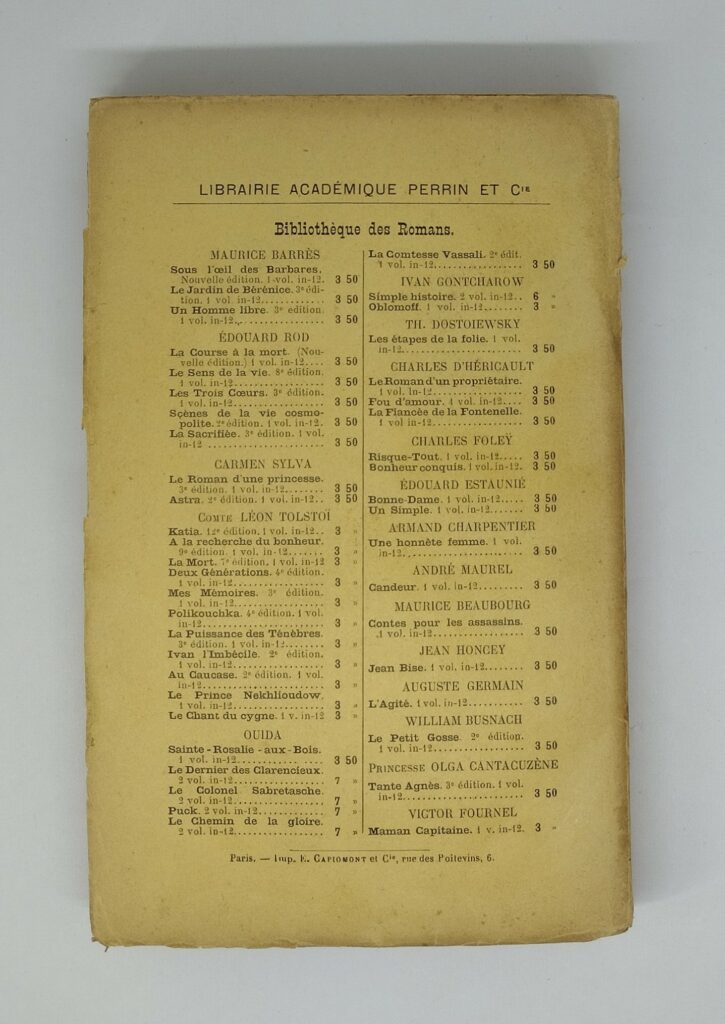 LIBRAIRIE ACADÉMIQUE PERRIN ET Cie
Bibliothèque des Romans.
MAURICE BARRÈS
Sous l'œil des Barbares.
Nouvelle édition. 1 vol. in-12. 3 50
Le Jardin de Bérénice. 3e édi-
tion. 1 vol. in-12............ 3 50
Un Homme libre. 3e edition.
1 vol. in-12.................. 3 50
ÉDOUARD ROD
La Course à la mort. (Nou-
velle édition.) 1 vol. in-12.... 3 50
Le Sens de la vie. 8e édition.
1 vol. in-12.................. 3 50
Les Trois Cœurs. 3e édition.
1 vol. in-12.................. 3 50
Scènes de la vie cosmo-
polite. 2e édition. 1 vol. in-12. 3 50
La Sacrifiée. 3e édition. 1 vol.
in-12 ........................ 3 50
CARMEN SYLVA
Le Roman d'une princesse.
3e édition. 1 vol. in-12....... 3 50
Astra. 2e édition. 1 vol. in-12. 3 50
Comte LÉON TOLSTOÏ
Katia. 12e édition. 1 vol. in-12.. 3 »
A la recherche du bonheur.
9e édition. 1 vol. in-12....... 3 »
La Mort. 7e édition, 1 vol. in-12 3 »
Deux Générations. 4e édition.
1 vol. in-12.................. 3 »
Mes Mémoires. 3e édition.
1 vol. in-12.................. 3 »
Polikouchka. 4e édition. 1 vol.
in-12......................... 3 »
La Puissance des Ténèbres.
3e édition. 1 vol. in-12....... 3 »
Ivan l'Imbécile. 2e édition.
1 vol. in-12.................. 3 »
Au Caucase. 2e édition. 1 vol.
in-12......................... 3 »
Le Prince Nekhlioudow,
1 vol. in-12.................. 3 »
Le Chant du cygne. 1 v. in-12 3 »
OUIDA
Sainte-Rosalie-aux-Bois.
1 vol. in-12.................. 3 50
Le Dernier des Clarencieux.
2 vol. in-12.................. 7 »
Le Colonel Sabretasche.
2 vol. in-12.................. 7 »
Puck. 2 vol. in-12............ 7 »
Le Chemin de la gloire.
2 vol. in-12.................. 7 »
La Comtesse Vassali. 2e édit.
1 vol. in-12.................. 3 50
IVAN GONTCHAROW
Simple histoire. 2 vol. in-12.. 6 »
Oblomoff. 1 vol. in-12........ 3 »
TH. DOSTOIEWSKY
Les étapes de la folie. 1 vol.
in-12......................... 3 50
CHARLES D'HÉRICAULT
Le Roman d'un propriétaire.
1 vol. in-12.................. 3 50
Fou d'amour. 1 vol. in-12.... 3 50
La Fiancée de la Fontenelle.
1 vol in-12................... 3 50
CHARLES FOLEŸ
Risque-Tout. 1 vol. in-12..... 3 50
Bonheur conquis. 1 vol. in-12. 3 50
ÉDOUARD ESTAUNIÉ
Bonne-Dame. 1 vol. in-12..... 3 50
Un Simple. 1 vol. in-12....... 3 50
ARMAND CHARPENTIER
Une honnête femme. 1 vol.
in-12......................... 3 50
ANDRÉ MAUREL
Candeur. 1 vol. in-12......... 3 50
MAURICE BEAUBOURG
Contes pour les assassins.
1 vol. in-12.................. 3 50
JEAN HONCEY
Jean Bise. 1 vol. in-12....... 3 50
AUGUSTE GERMAIN
L'Agité. 1 vol. in-12......... 3 50
WILLIAM BUSNACH
Le Petit Gosse. 2e édition.
1 vol. in-12.................. 3 50
Princesse OLGA CANTACUZÈNE
Tante Agnès. 3e édition. 1 vol.
in-12......................... 3 50
VICTOR FOURNEL
Maman Capitaine. 1 v. in-12. 3 »
Paris. — Imp. E. Capiomont et Cie, rue des Poitevins, 6.